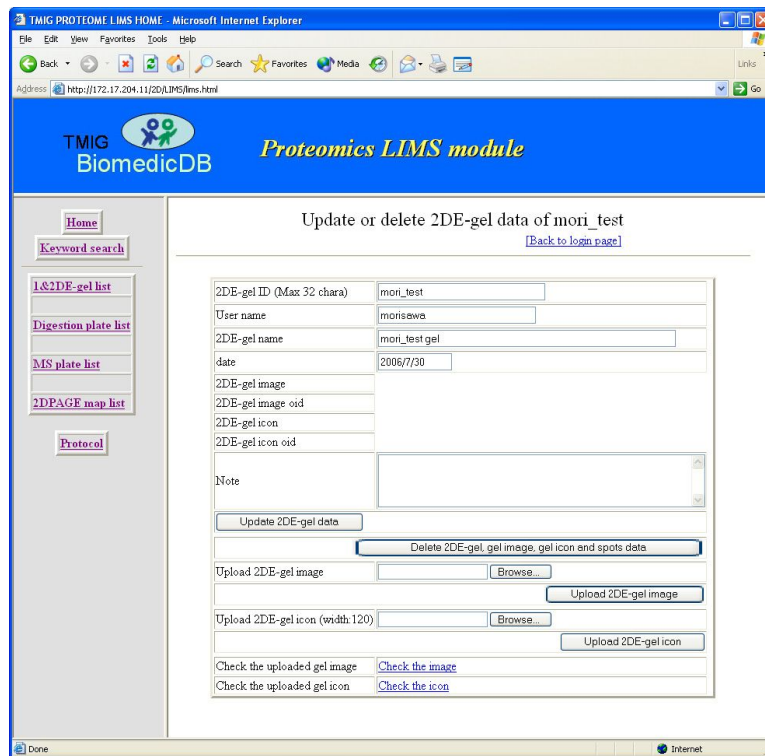 TMIG PROTEOME LIMS HOME - Microsoft Internet Explorer
File Edit View Favorites Tools Help
Back Search Favorites Media Links
Address http://172.17.204.11/2D/LIMS/lims.html Go
TMIG
BiomedicDB
Proteomics LIMS module
Home
Keyword search
1&2DE-gel list
Digestion plate list
MS plate list
2DPAGE map list
Protocol
Update or delete 2DE-gel data of mori_test
[Back to login page]
2DE-gel ID (Max 32 chara) mori_test
User name morisawa
2DE-gel name mori_test gel
date 2006/7/30
2DE-gel image
2DE-gel image oid
2DE-gel icon
2DE-gel icon oid
Note
Update 2DE-gel data
Delete 2DE-gel, gel image, gel icon and spots data
Upload 2DE-gel image Browse...
Upload 2DE-gel image
Upload 2DE-gel icon (width:120) Browse...
Upload 2DE-gel icon
Check the uploaded gel image Check the image
Check the uploaded gel icon Check the icon
Done Internet